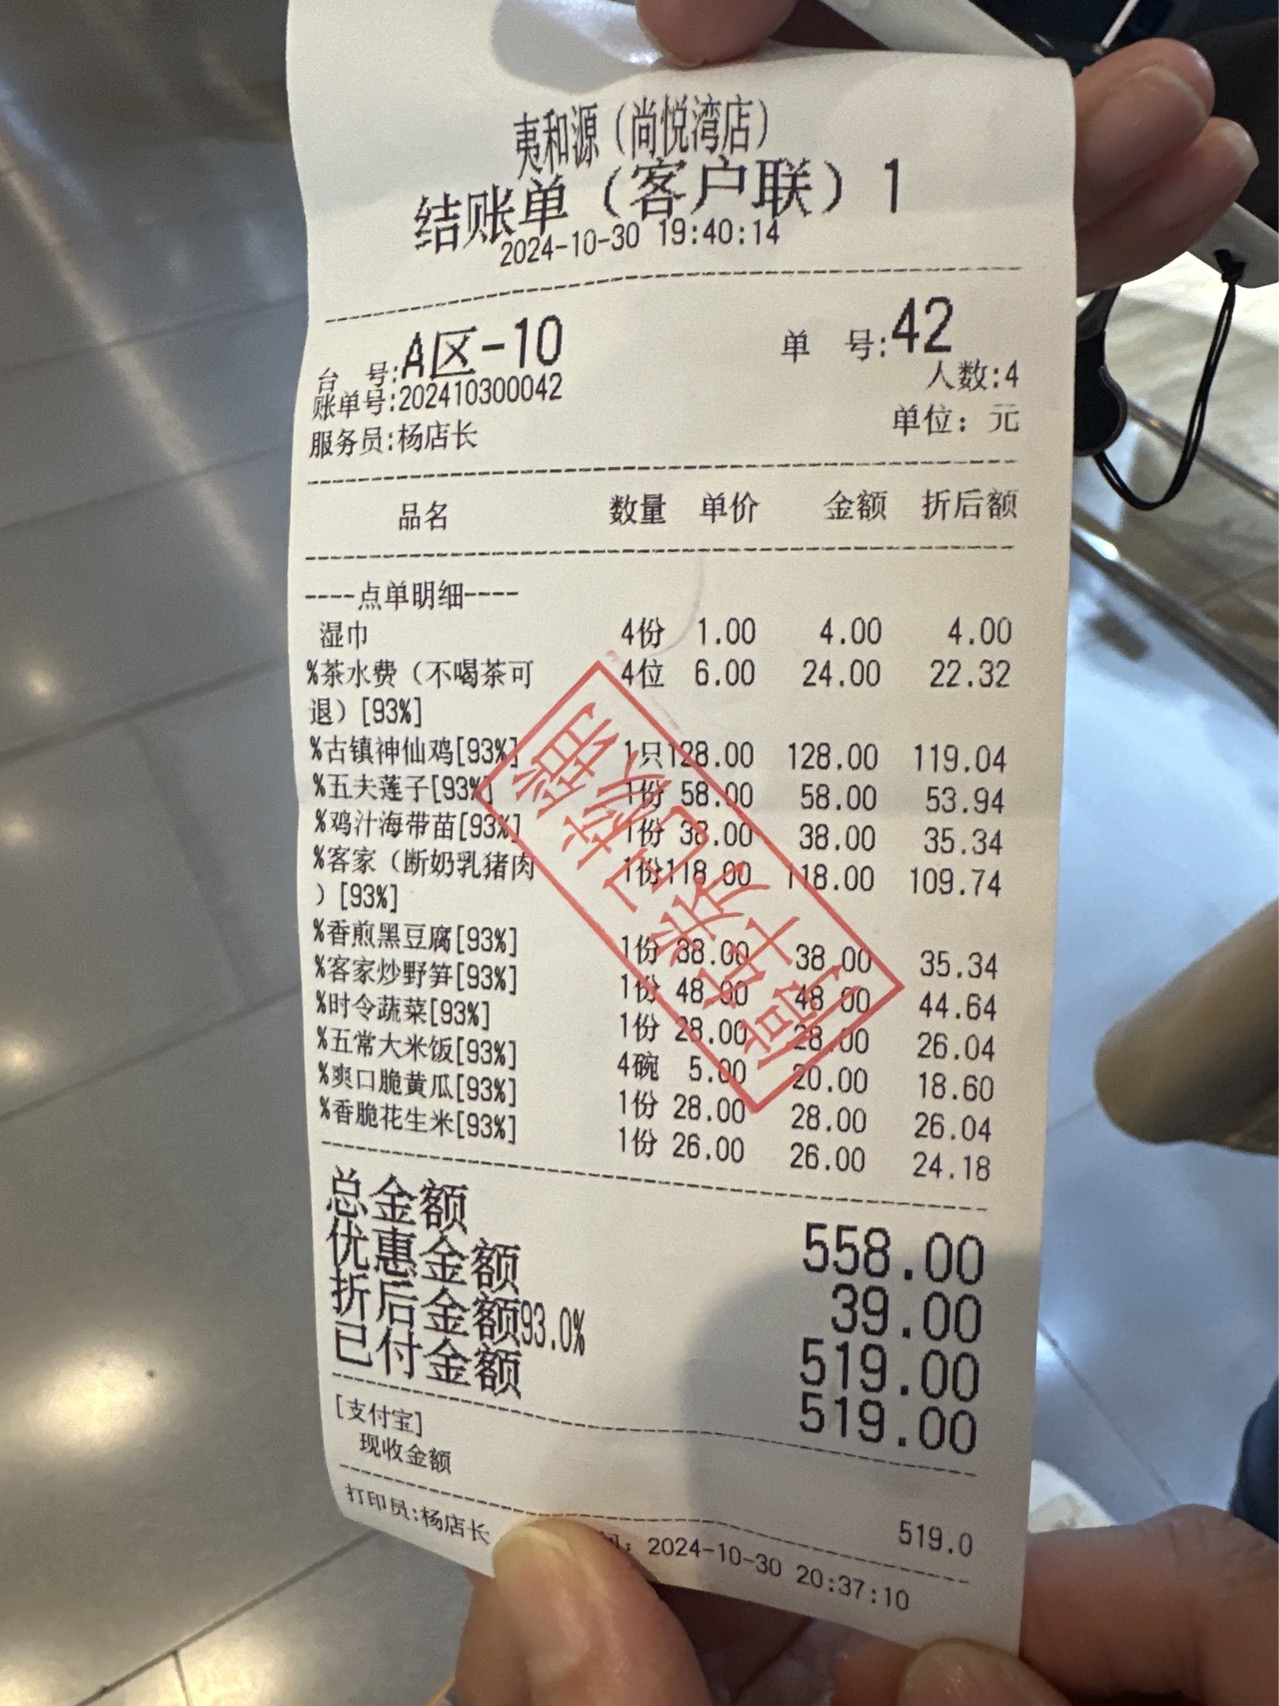 夷和源（尚悦湾店）
结账单（客户联）1
2024-10-30 19:40:14
台 号:A区-10 单 号:42
账单号:202410300042 人数:4
服务员:杨店长 单位：元
品名 数量 单价 金额 折后额
----点单明细----
湿巾 4份 1.00 4.00 4.00
%茶水费（不喝茶可 4位 6.00 24.00 22.32
退）[93%]
%古镇神仙鸡[93%] 1只128.00 128.00 119.04
%五夫莲子[93%] 1份 58.00 58.00 53.94
%鸡汁海带苗[93%] 1份 38.00 38.00 35.34
%客家（断奶乳猪肉 1份118.00 118.00 109.74
）[93%]
%香煎黑豆腐[93%] 1份 38.00 38.00 35.34
%客家炒野笋[93%] 1份 48.00 48.00 44.64
%时令蔬菜[93%] 1份 28.00 28.00 26.04
%五常大米饭[93%] 4碗 5.00 20.00 18.60
%爽口脆黄瓜[93%] 1份 28.00 28.00 26.04
%香脆花生米[93%] 1份 26.00 26.00 24.18
总金额 558.00
优惠金额 39.00
折后金额93.0% 519.00
已付金额 519.00
[支付宝]
现收金额 519.0
打印员:杨店长 ：2024-10-30 20:37:10